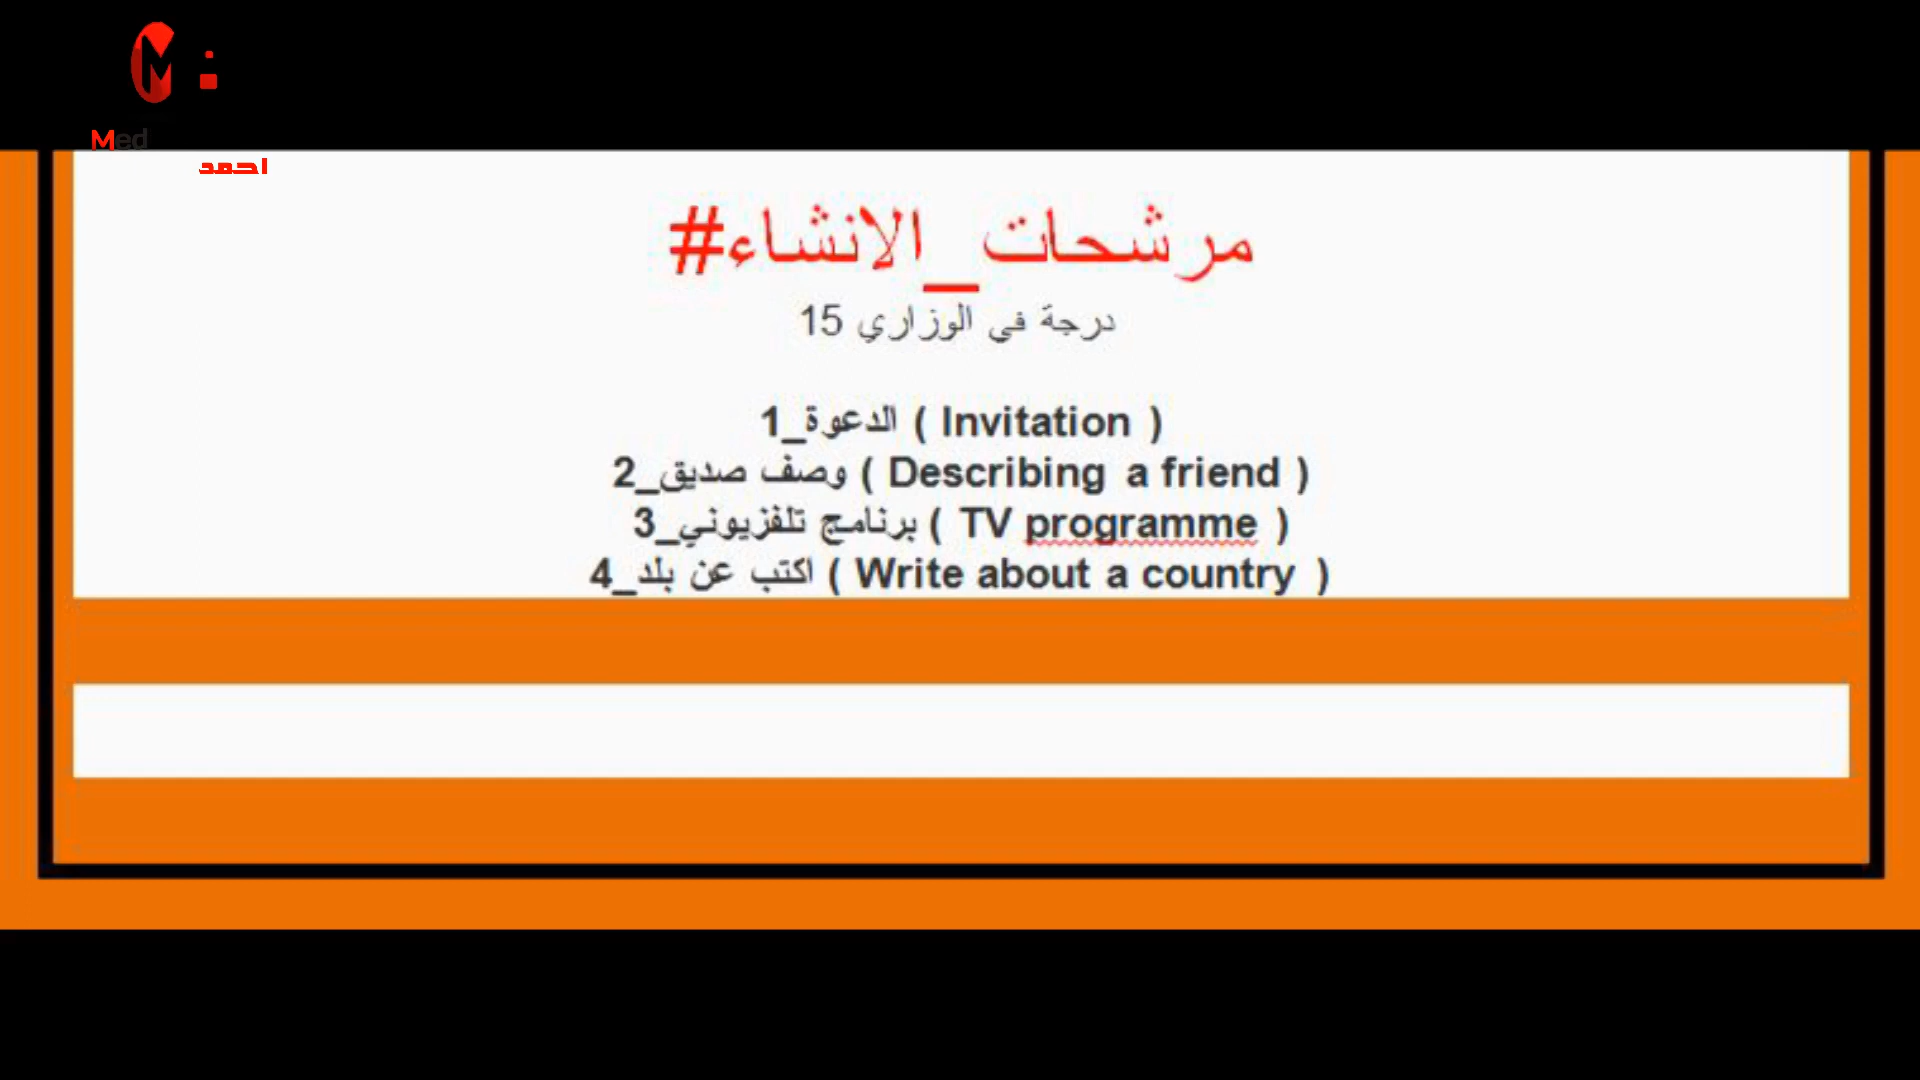 Med
احمد
#مرشحات_الانشاء
درجة في الوزاري 15
1_الدعوة ( Invitation )
2_وصف صديق ( Describing a friend )
3_برنامج تلفزيوني ( TV programme )
4_اكتب عن بلد ( Write about a country )